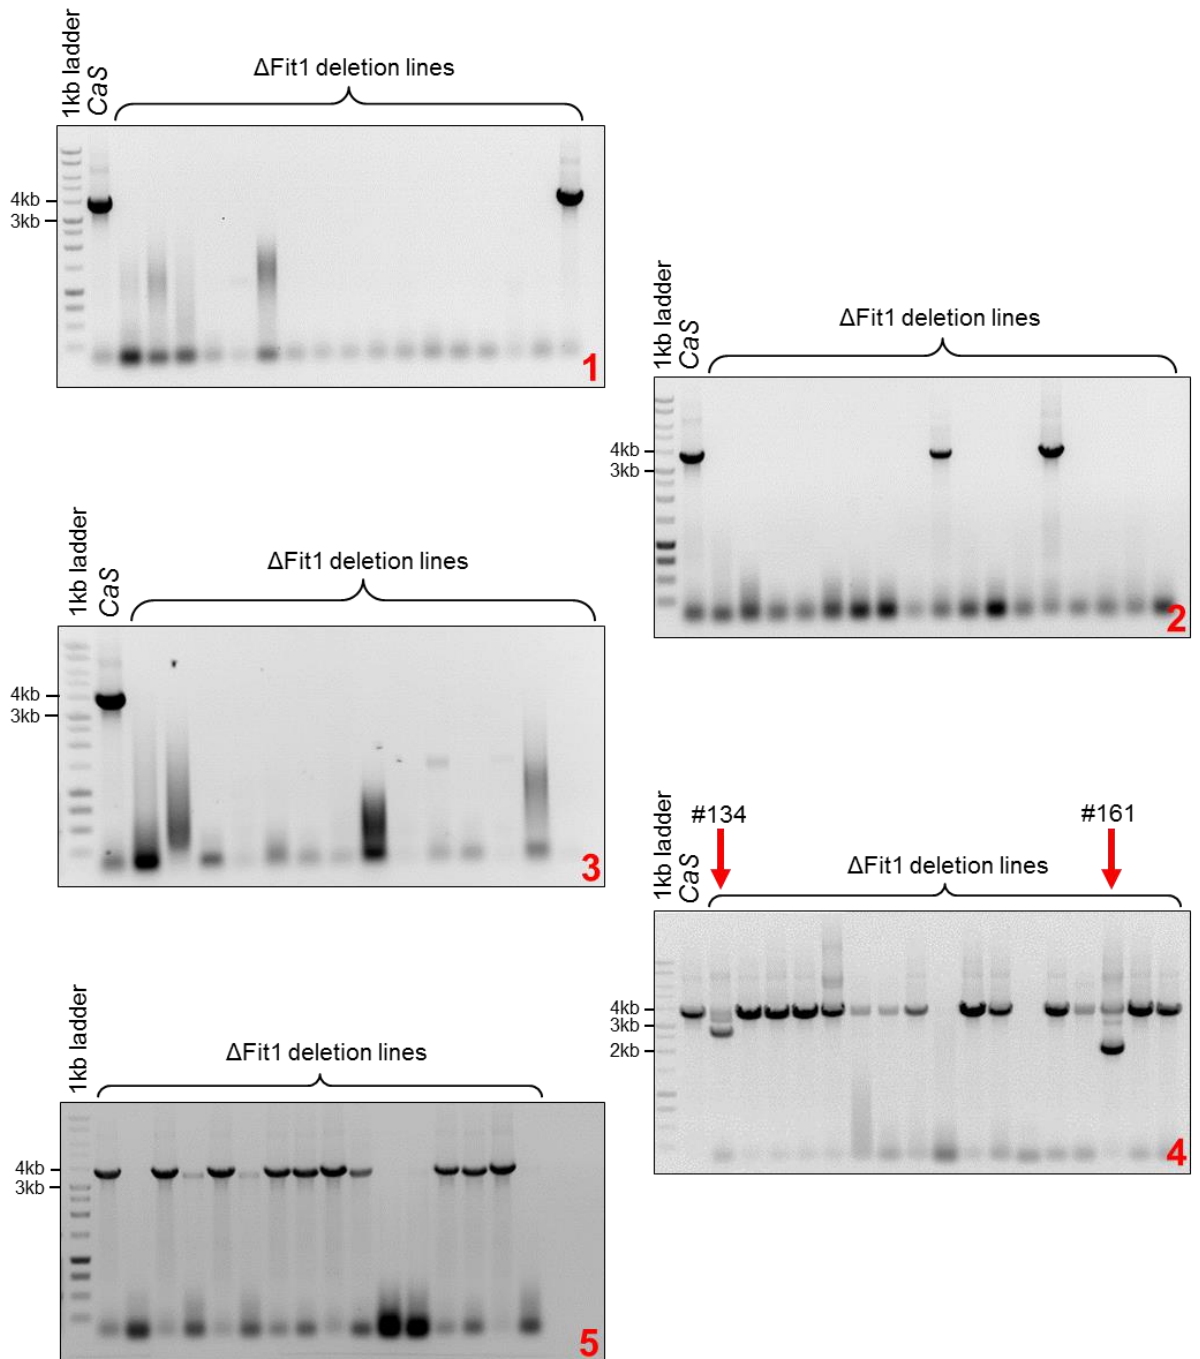 1kb ladder
CaS
ΔFit1 deletion lines
4kb
3kb
1
1kb ladder
CaS
ΔFit1 deletion lines
4kb
3kb
2
1kb ladder
CaS
ΔFit1 deletion lines
4kb
3kb
3
1kb ladder
CaS
#134
#161
ΔFit1 deletion lines
4kb
3kb
2kb
4
1kb ladder
ΔFit1 deletion lines
4kb
3kb
5